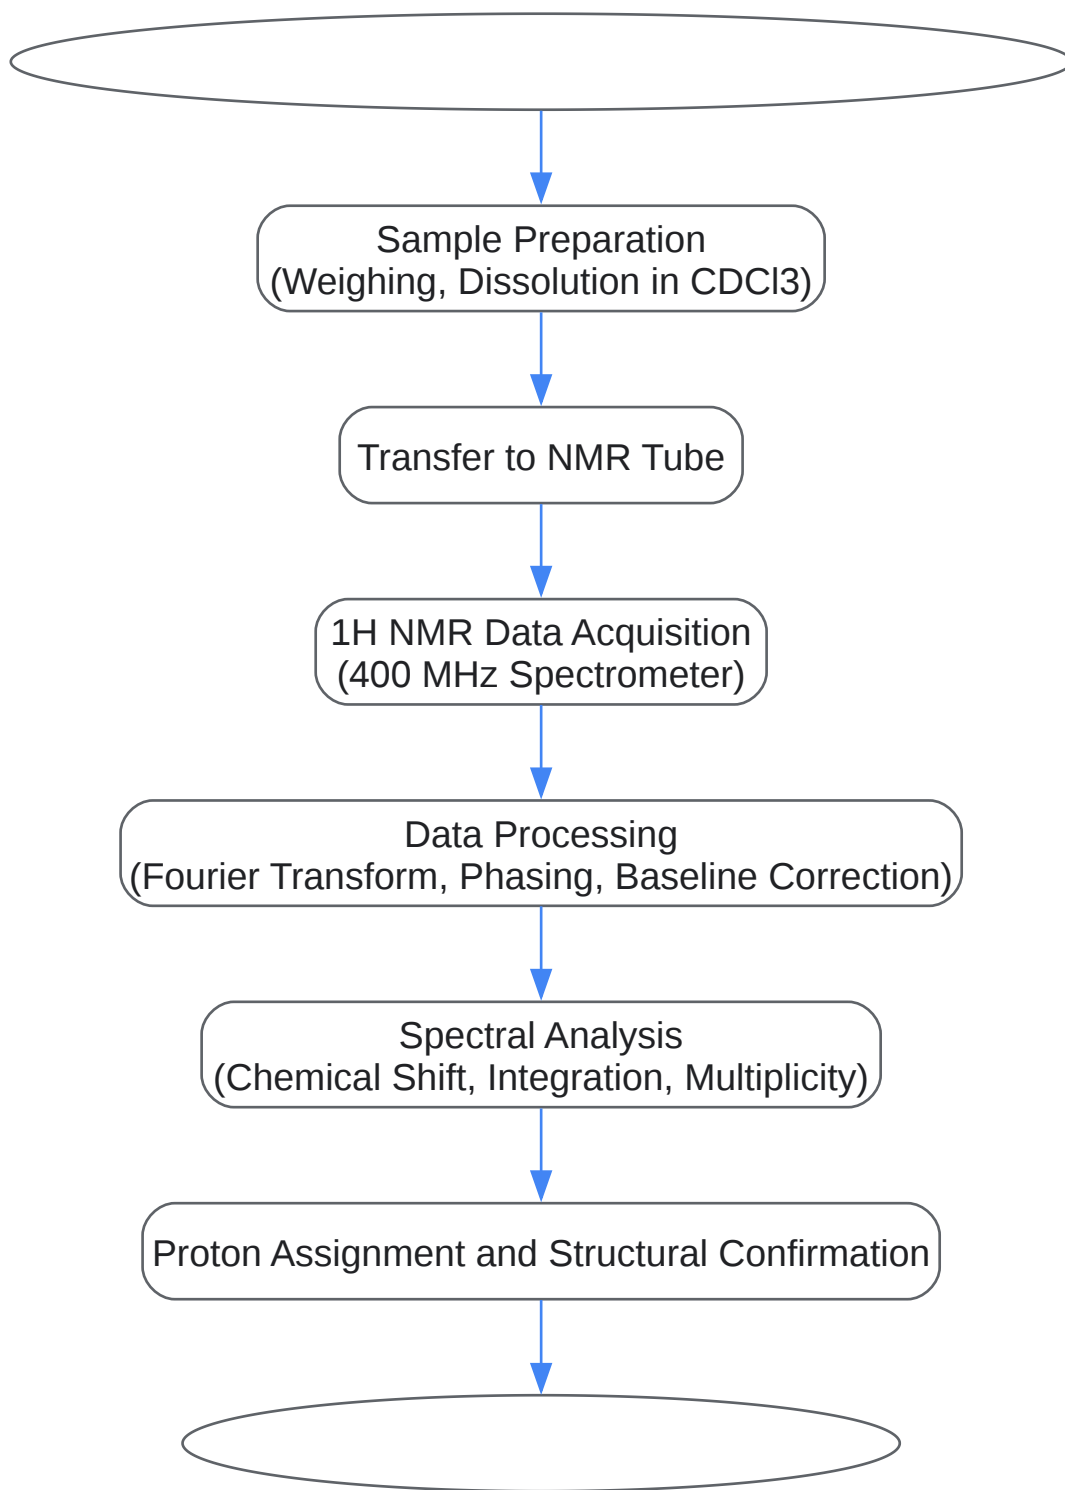 Sample Preparation
(Weighing, Dissolution in CDCl3)
Transfer to NMR Tube
1H NMR Data Acquisition
(400 MHz Spectrometer)
Data Processing
(Fourier Transform, Phasing, Baseline Correction)
Spectral Analysis
(Chemical Shift, Integration, Multiplicity)
Proton Assignment and Structural Confirmation